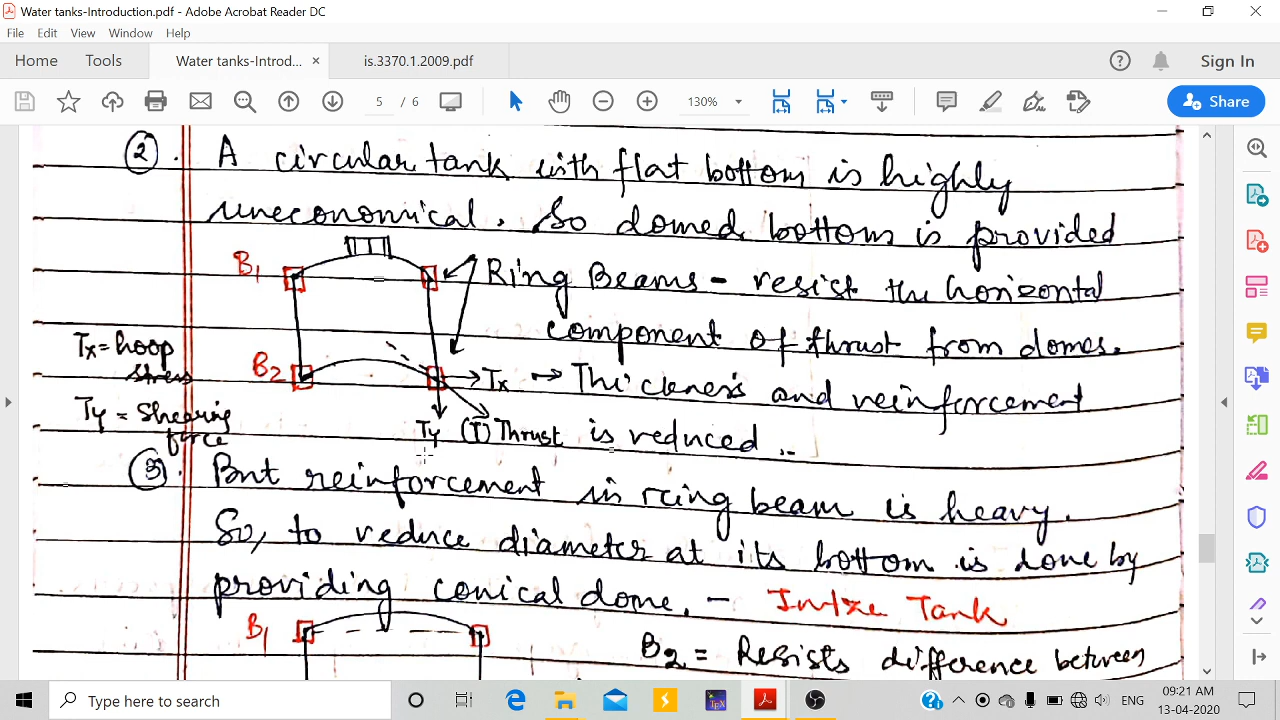 Water tanks-Introduction.pdf - Adobe Acrobat Reader DC
File Edit View Window Help
Home Tools Water tanks-Introd... × is.3370.1.2009.pdf Sign In
5 / 6 130% Share
2. A circular tank with flat bottom is highly
uneconomical. So domed bottom is provided
B1 Ring Beams - resist the horizontal
component of thrust from domes.
Tx = hoop
stress
B2 → Tx ↦ Thickness and reinforcement
Ty = Shearing
force
Ty (T) Thrust is reduced..
3. But reinforcement in ring beam is heavy.
So, to reduce diameter at its bottom is done by
providing conical dome. - Intze Tank
B1
B2 = Resists difference between
Type here to search
ENG
09:21 AM
13-04-2020